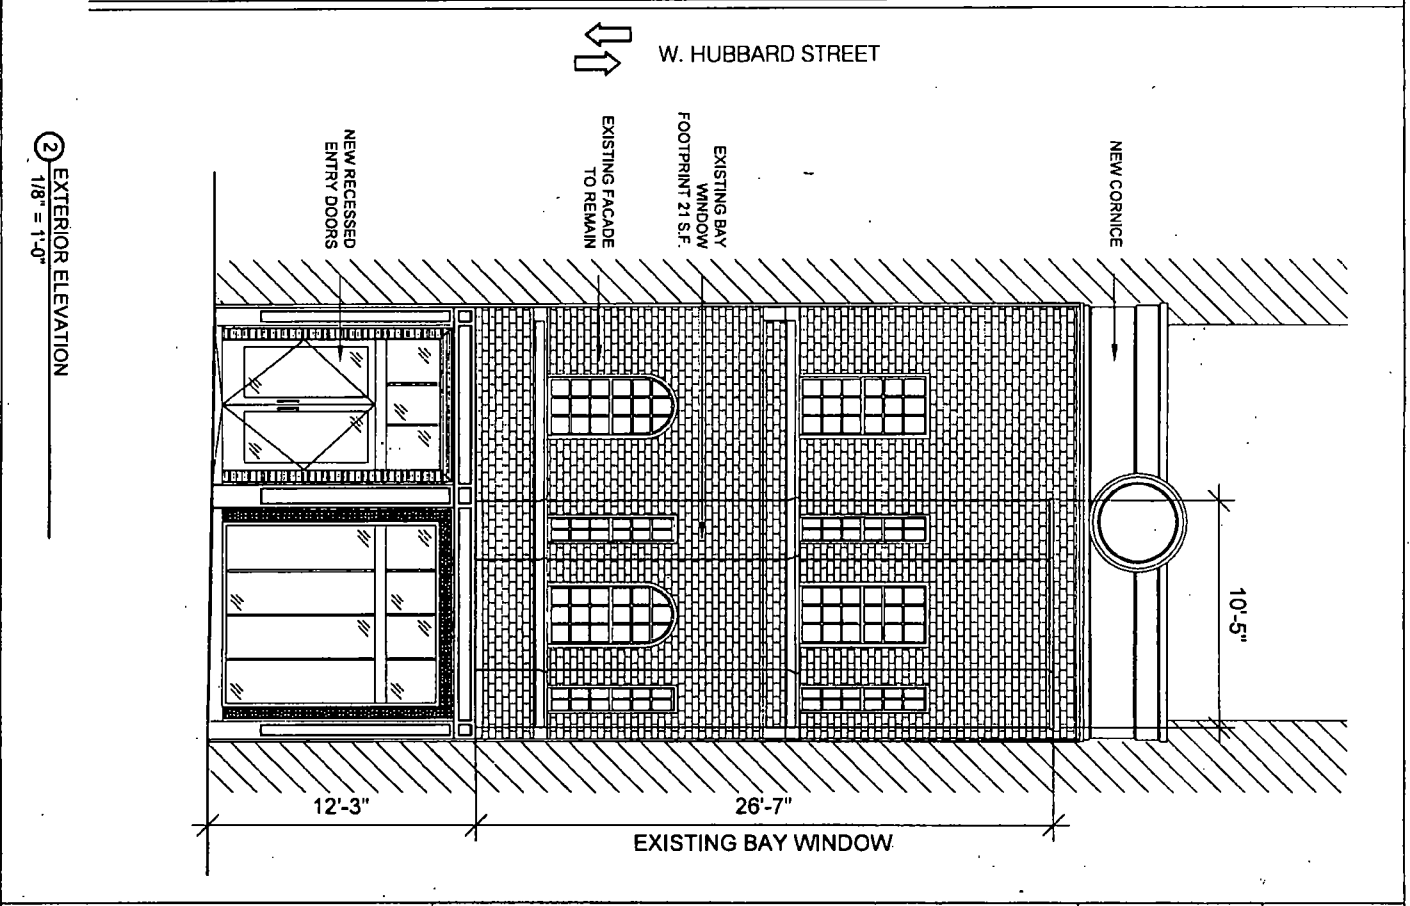 W. HUBBARD STREET
NEW CORNICE
EXISTING BAY
WINDOW
FOOTPRINT 21 S.F.
EXISTING FACADE
TO REMAIN
NEW RECESSED
ENTRY DOORS
10'-5"
12'-3"
26'-7"
EXISTING BAY WINDOW
2
EXTERIOR ELEVATION
1/8" = 1'-0"